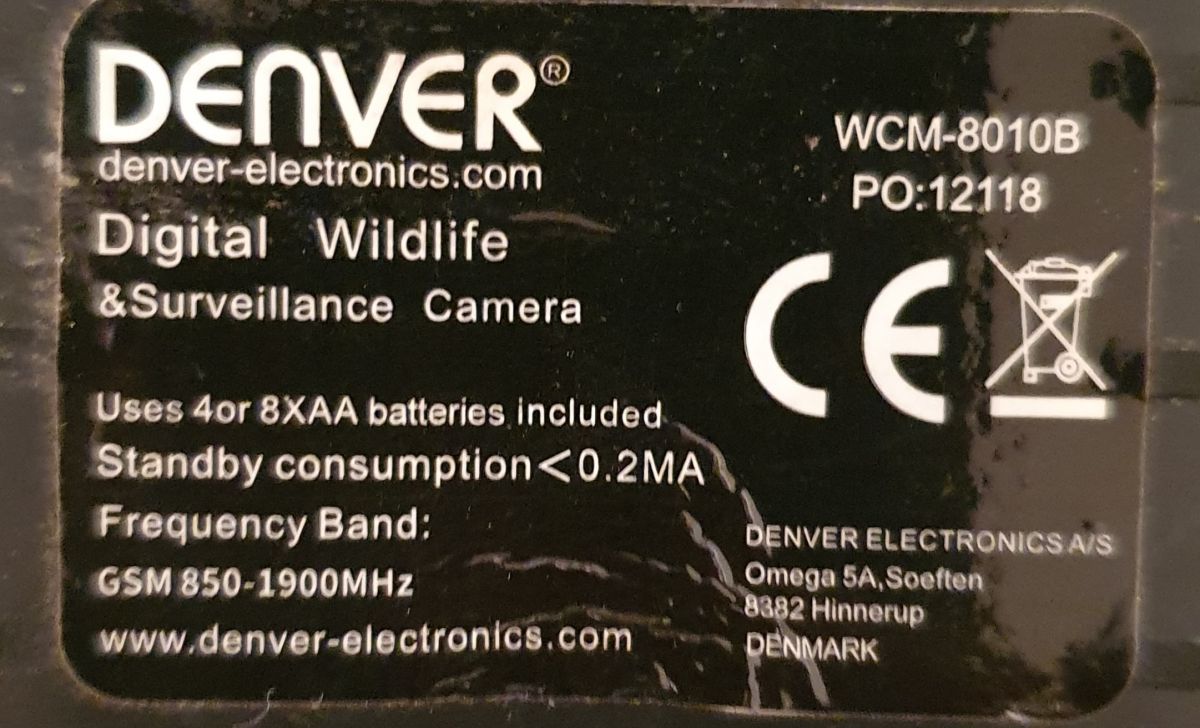 DENVER®
denver-electronics.com
Digital Wildlife
&Surveillance Camera
Uses 4or 8XAA batteries included
Standby consumption<0.2MA
Frequency Band:
GSM 850-1900MHz
www.denver-electronics.com
WCM-8010B
PO:12118
CE
DENVER ELECTRONICS A/S
Omega 5A,Soeften
8382 Hinnerup
DENMARK